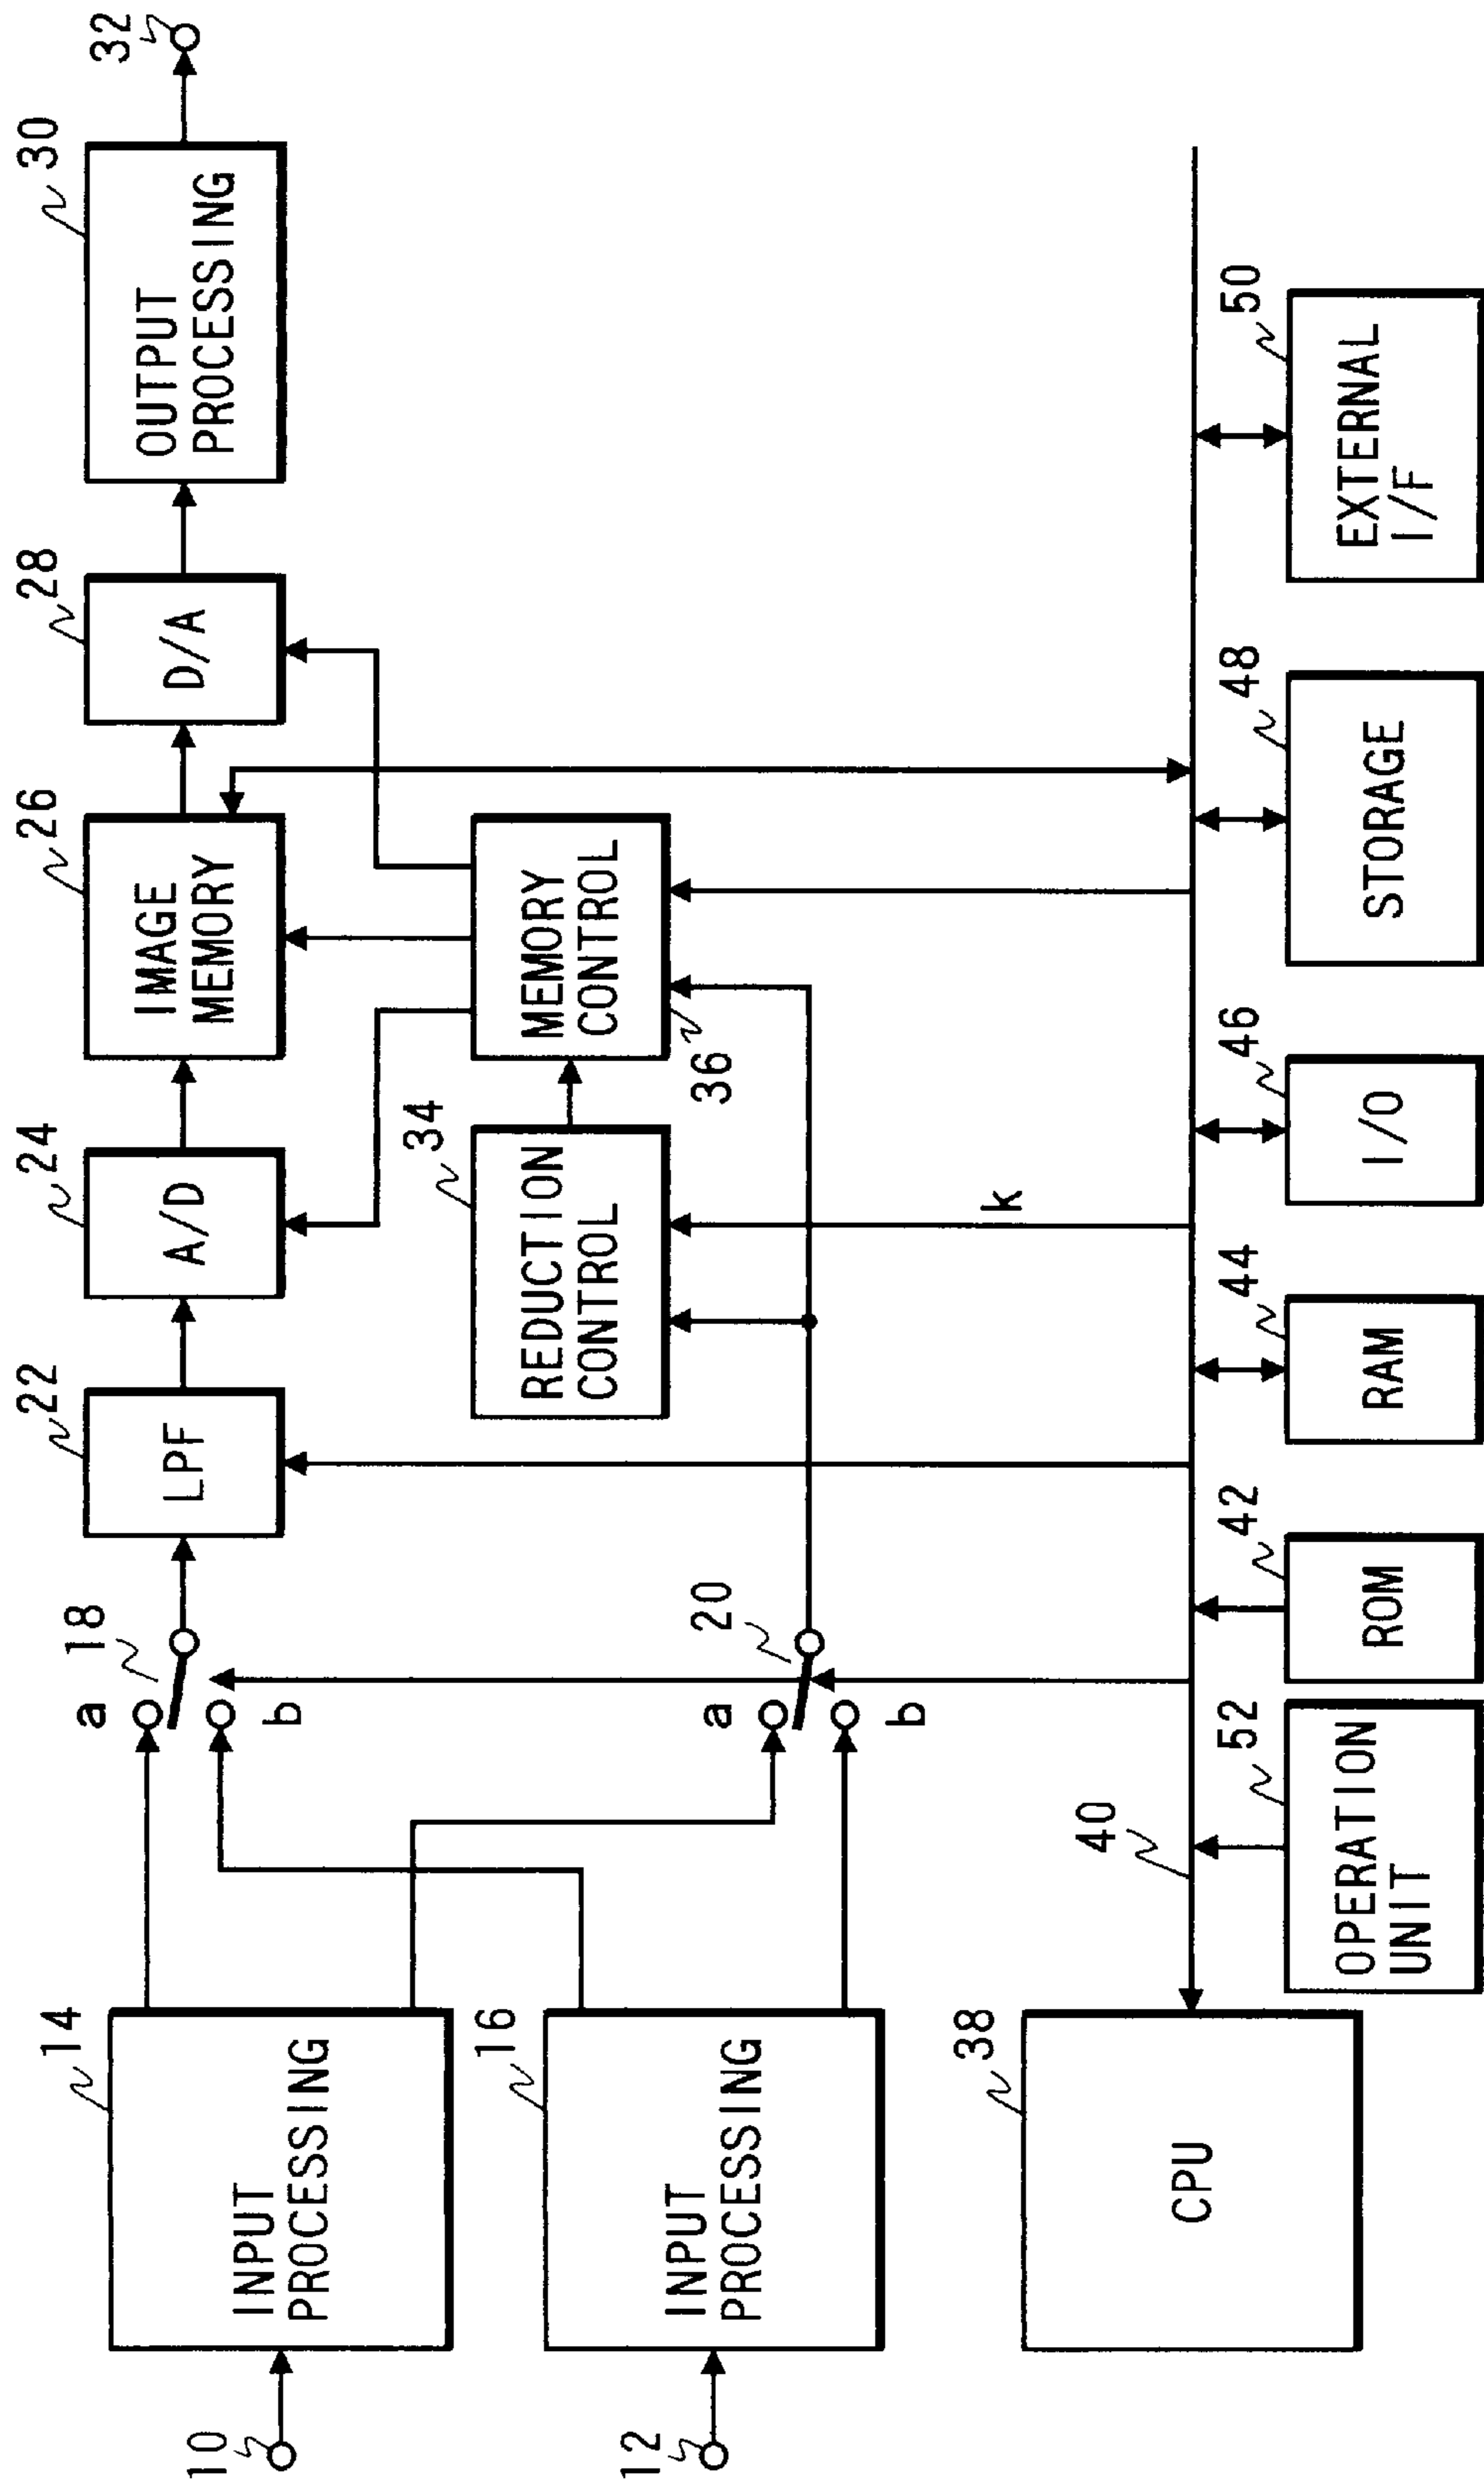 10
14
INPUT
PROCESSING
a
18
b
22
LPF
24
A/D
26
IMAGE
MEMORY
28
D/A
30
OUTPUT
PROCESSING
32
12
16
INPUT
PROCESSING
a
20
b
34
REDUCTION
CONTROL
36
MEMORY
CONTROL
k
38
CPU
40
52
OPERATION
UNIT
42
ROM
44
RAM
46
I/O
48
STORAGE
50
EXTERNAL
I/F